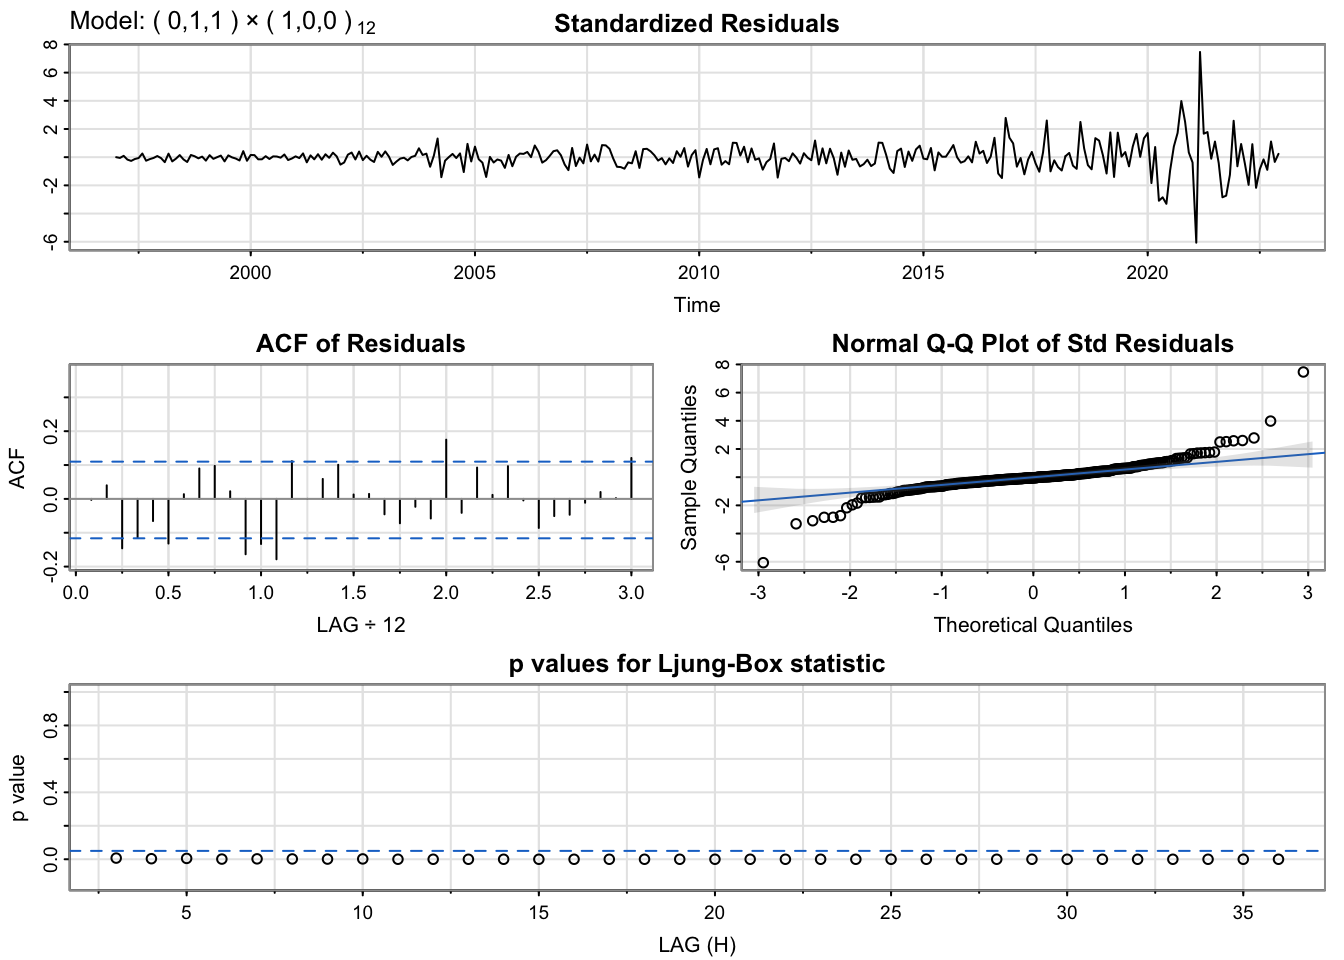 Model: ( 0,1,1 ) × ( 1,0,0 ) 12
Standardized Residuals
8
6
4
2
-2
-6
2000 2005 2010 2015 2020
Time
ACF of Residuals
ACF
0.2
0.0
-0.2
0.0 0.5 1.0 1.5 2.0 2.5 3.0
LAG ÷ 12
Normal Q-Q Plot of Std Residuals
Sample Quantiles
8
6
4
2
-2
-6
-3 -2 -1 0 1 2 3
Theoretical Quantiles
p values for Ljung-Box statistic
p value
0.8
0.4
0.0
5 10 15 20 25 30 35
LAG (H)